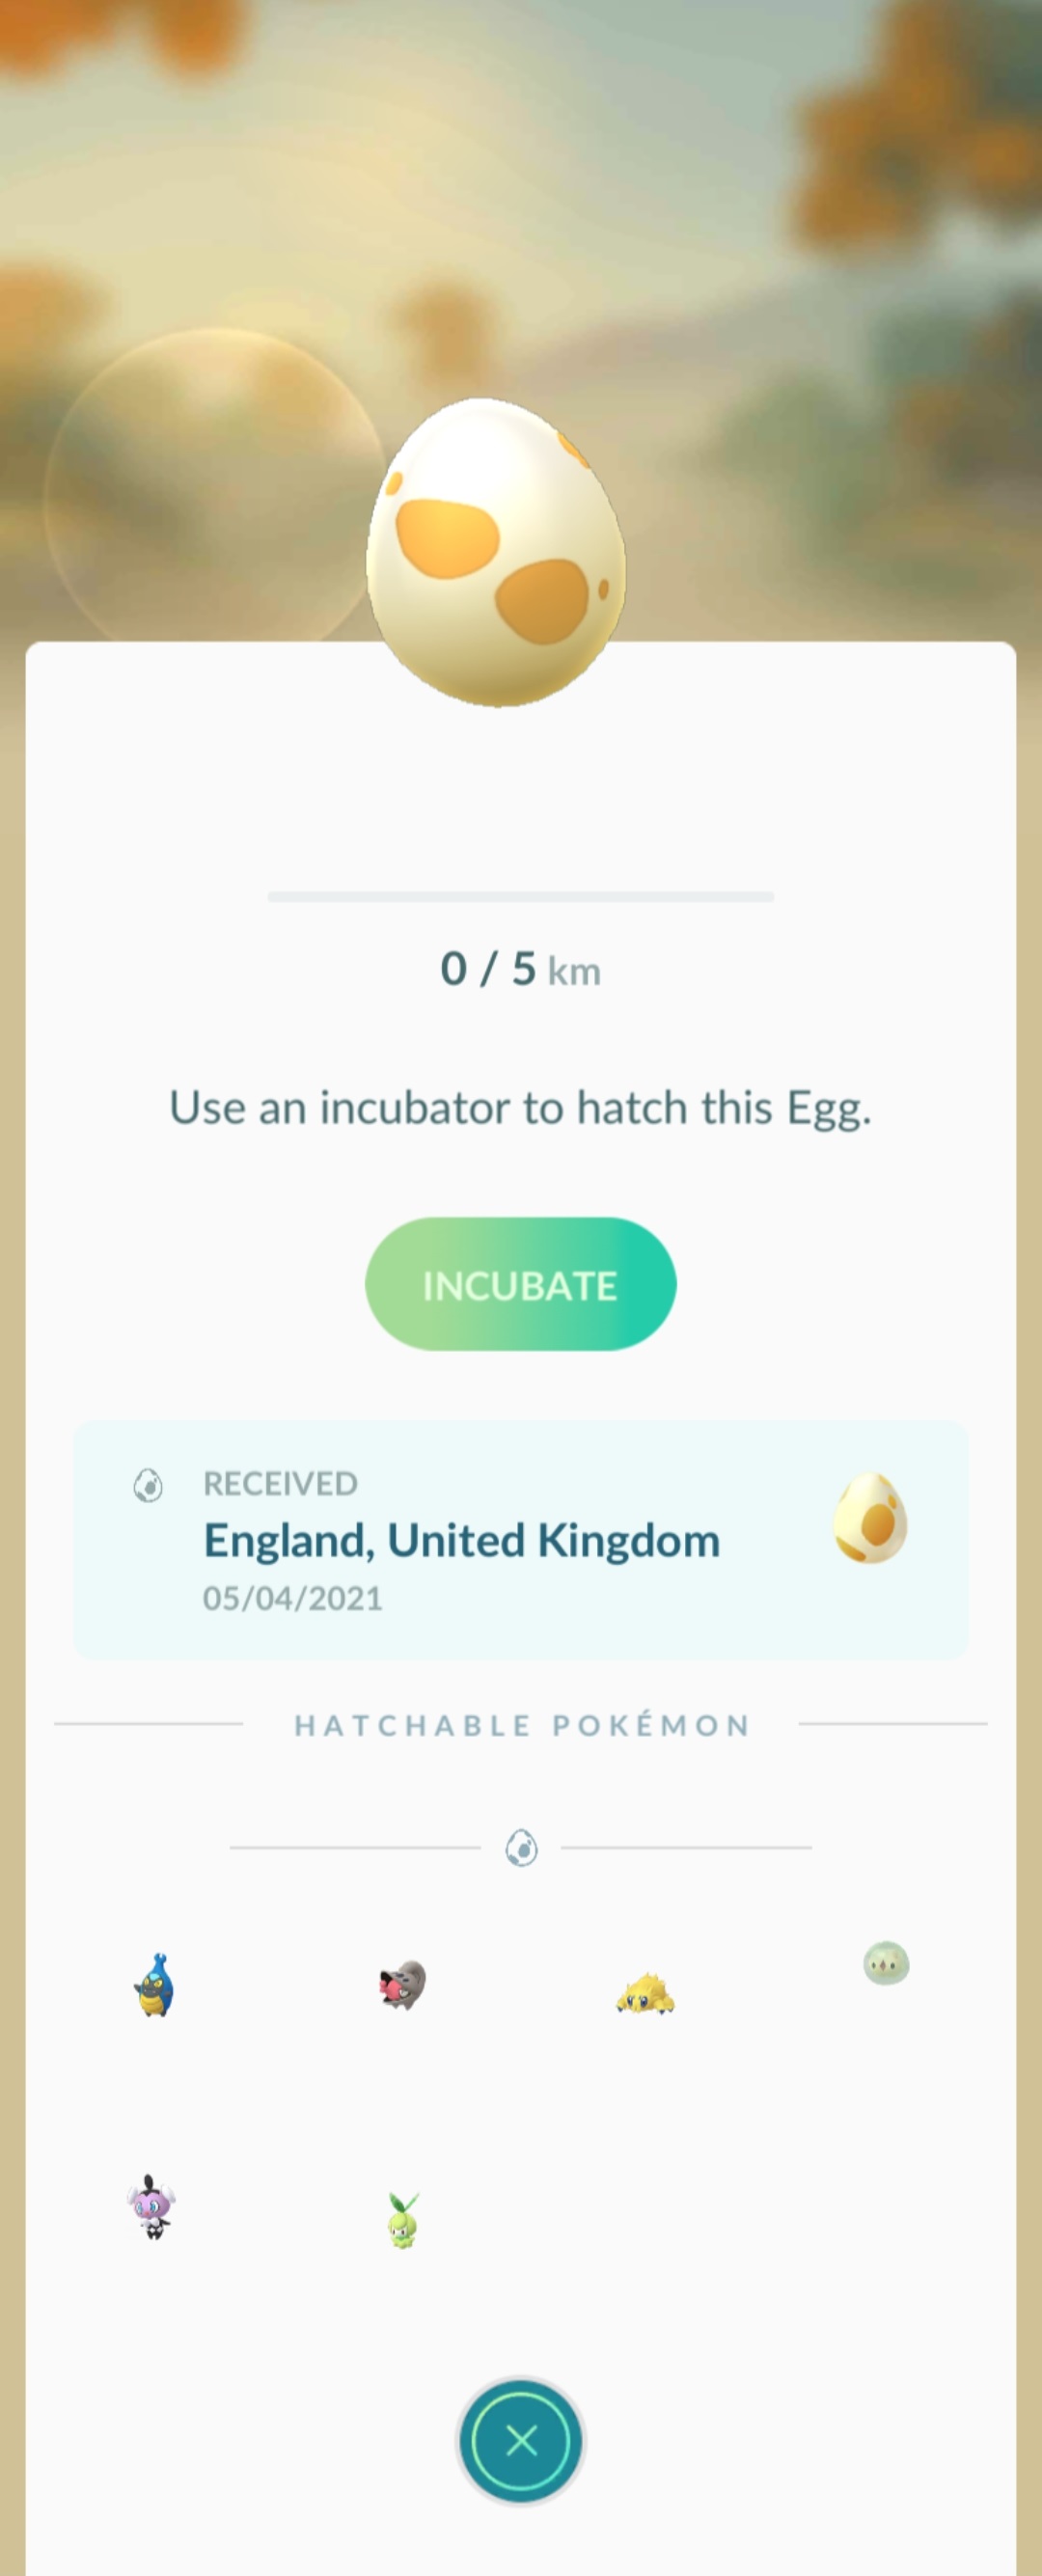 0 / 5 km
Use an incubator to hatch this Egg.
INCUBATE
RECEIVED
England, United Kingdom
05/04/2021
HATCHABLE POKÉMON